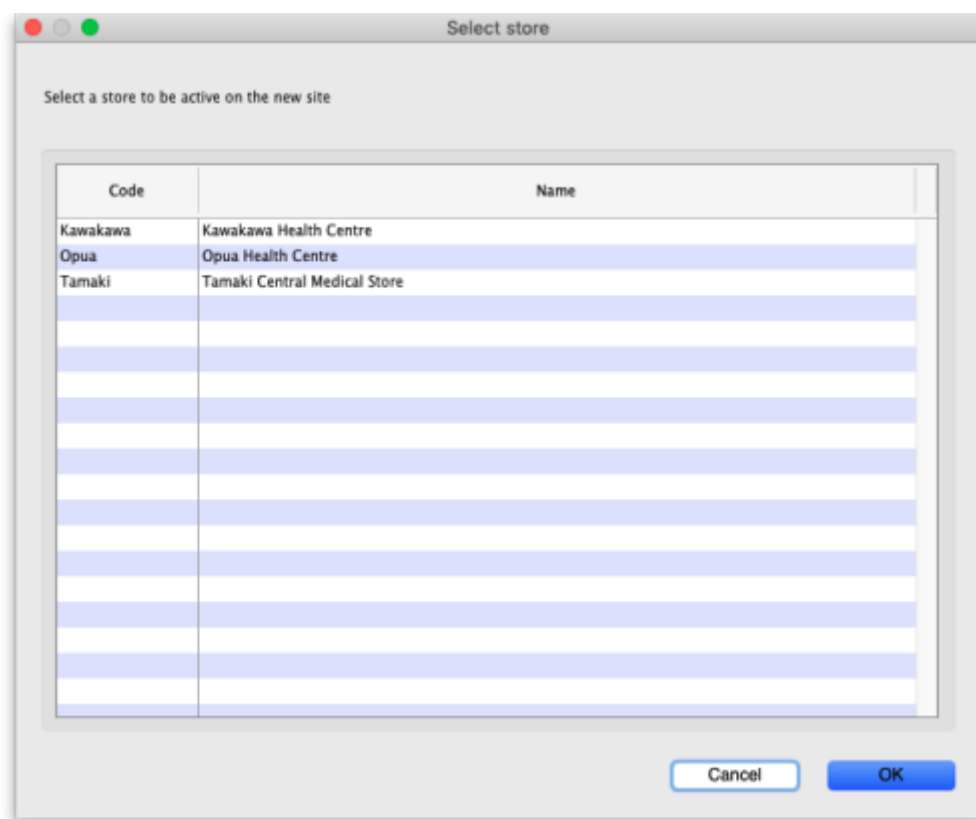 Select store
Select a store to be active on the new site
Code Name
Kawakawa Kawakawa Health Centre
Opua Opua Health Centre
Tamaki Tamaki Central Medical Store
Cancel OK